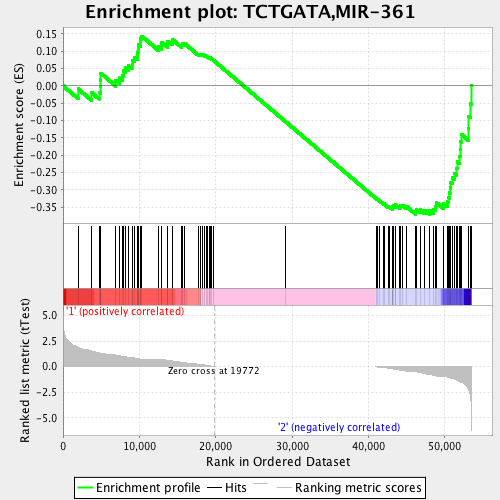 Enrichment plot: TCTGATA,MIR-361
Enrichment score (ES)
0.15
0.10
0.05
0.00
-0.05
-0.10
-0.15
-0.20
-0.25
-0.30
-0.35
'1' (positively correlated)
Ranked list metric (tTest)
5.0
2.5
0.0
-2.5
-5.0
Zero cross at 19772
'2' (negatively correlated)
0
10,000
20,000
30,000
40,000
50,000
Rank in Ordered Dataset
Enrichment profile
Hits
Ranking metric scores